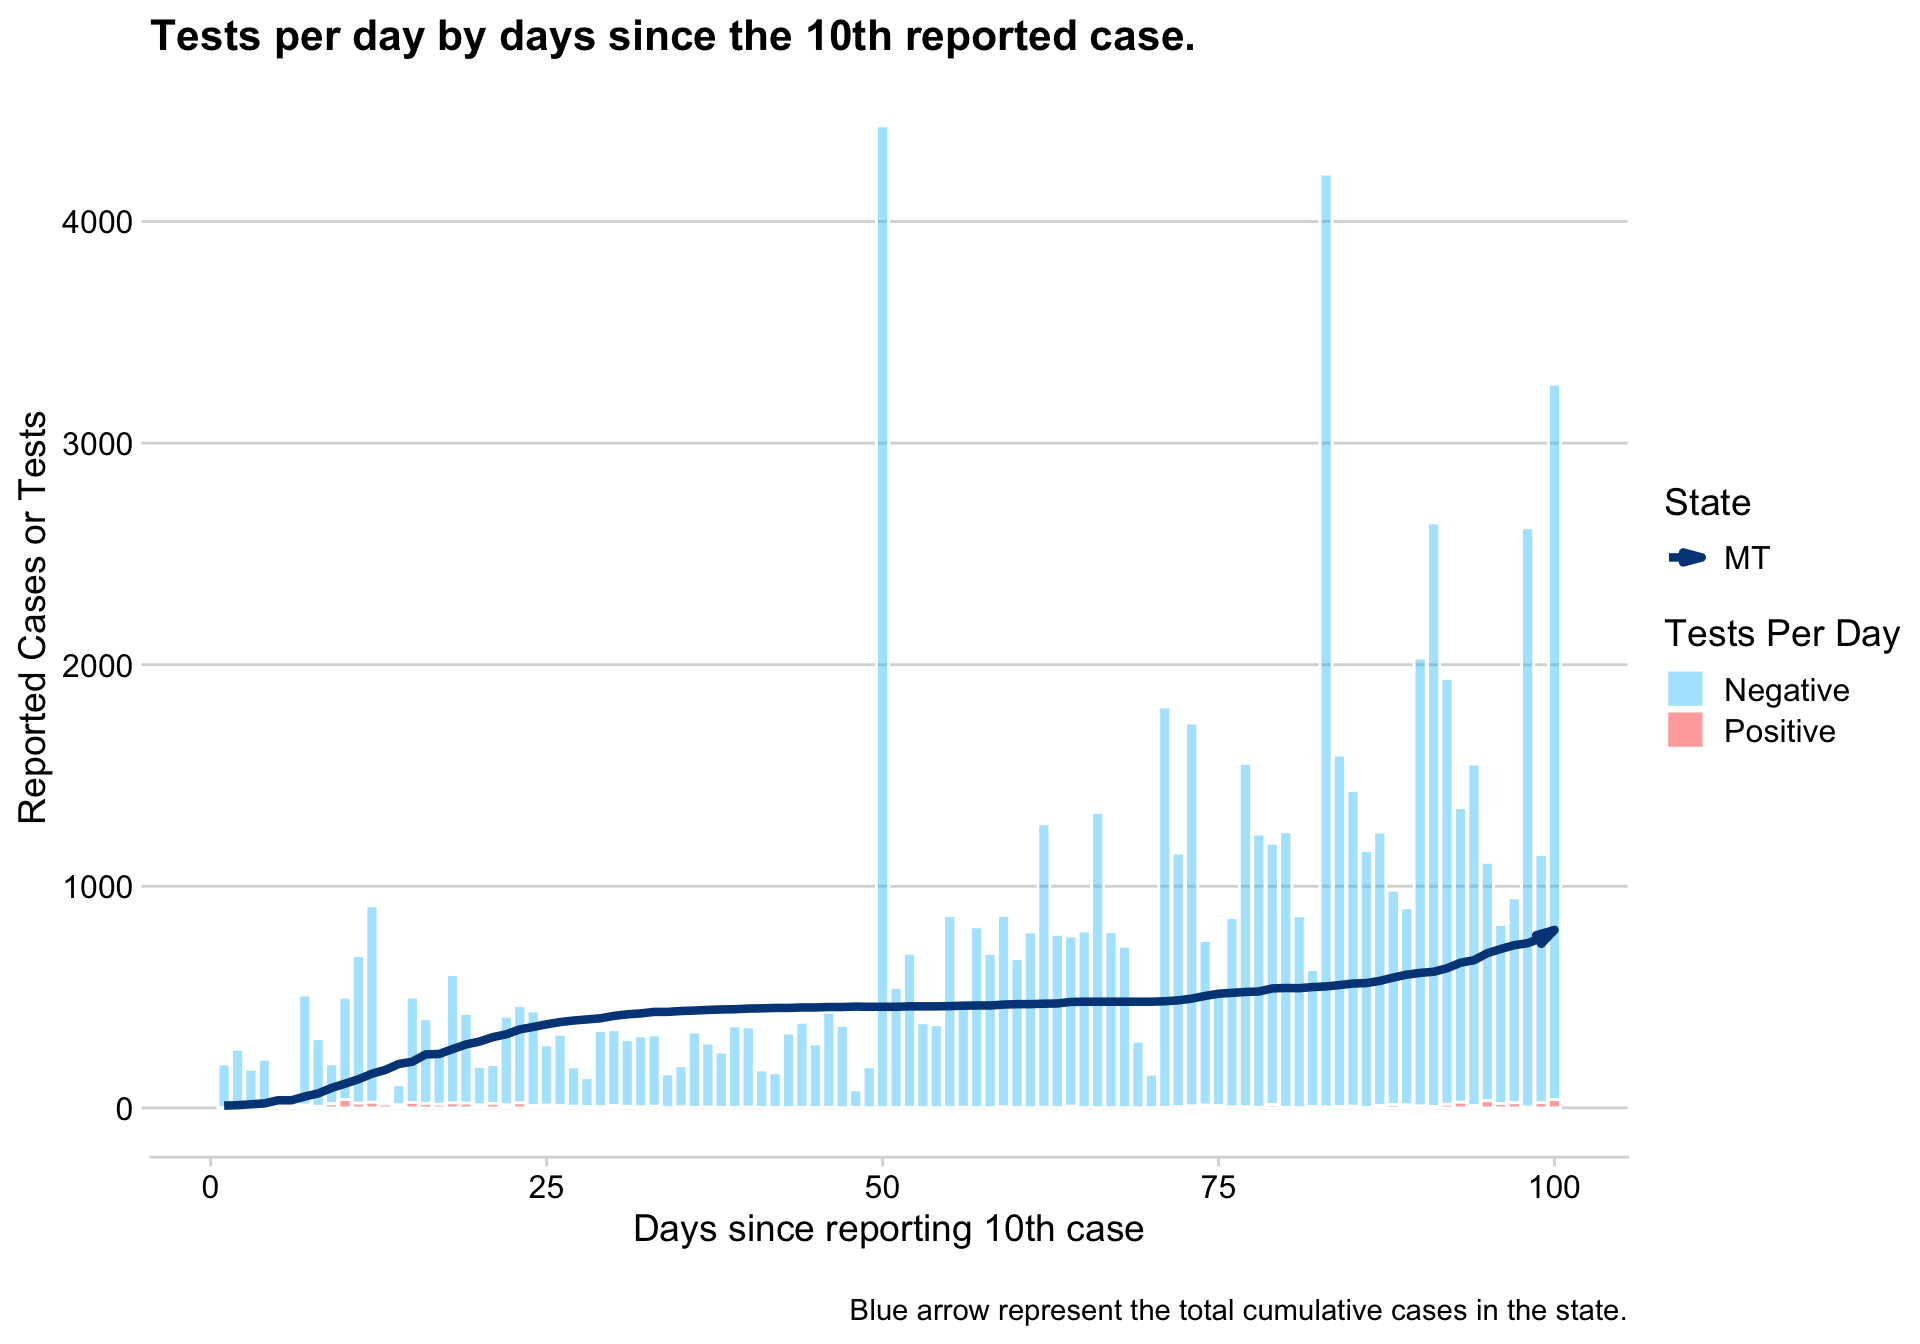 Tests per day by days since the 10th reported case.
Reported Cases or Tests
4000
3000
2000
1000
0
0
25
50
75
100
Days since reporting 10th case
State
MT
Tests Per Day
Negative
Positive
Blue arrow represent the total cumulative cases in the state.